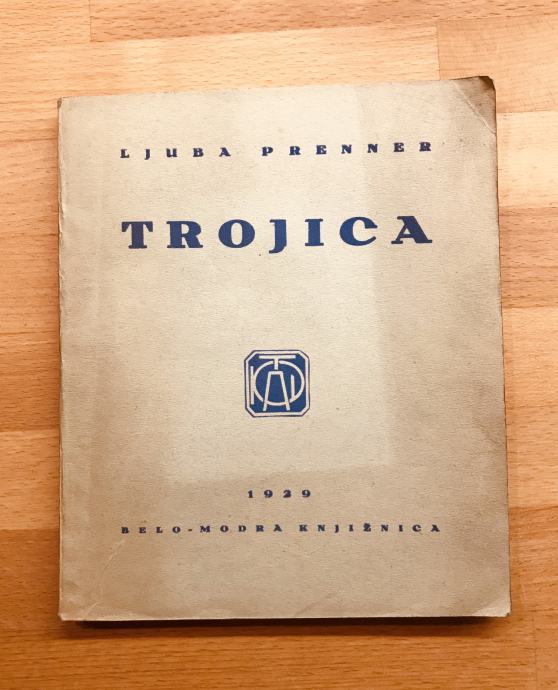 LJUBA PRENNER
TROJICA
1929
BELO-MODRA KNJIŽNICA